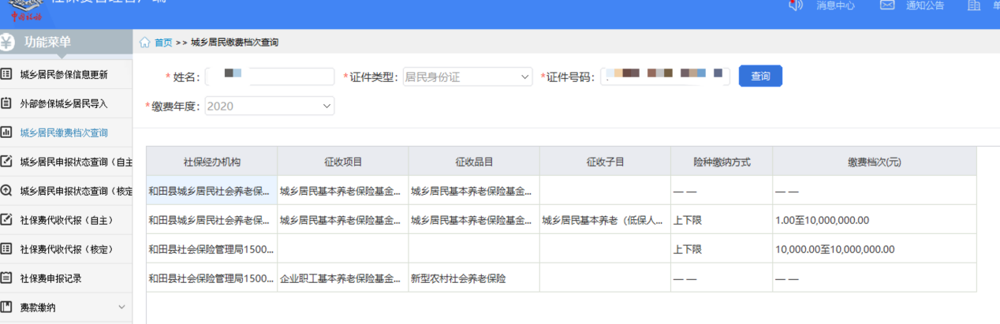 消息中心 通知公告
功能菜单
首页 >> 城乡居民缴费档次查询
城乡居民参保信息更新
外部参保城乡居民导入
城乡居民缴费档次查询
城乡居民申报状态查询（自主
城乡居民申报状态查询（核定
社保费代收代报（自主）
社保费代收代报（核定）
社保费申报记录
费款缴纳
*姓名： *证件类型： 居民身份证 *证件号码： 查询
*缴费年度： 2020
社保经办机构 征收项目 征收品目 征收子目 险种缴纳方式 缴费档次(元)
和田县城乡居民社会养老保... 城乡居民基本养老保险基金... 城乡居民基本养老保险基金... — — — —
和田县城乡居民社会养老保... 城乡居民基本养老保险基金... 城乡居民基本养老保险基金... 城乡居民基本养老（低保人... 上下限 1.00至10,000,000.00
和田县社会保险管理局1500... 上下限 10,000.00至10,000,000.00
和田县社会保险管理局1500... 企业职工基本养老保险基金... 新型农村社会养老保险 — — — —